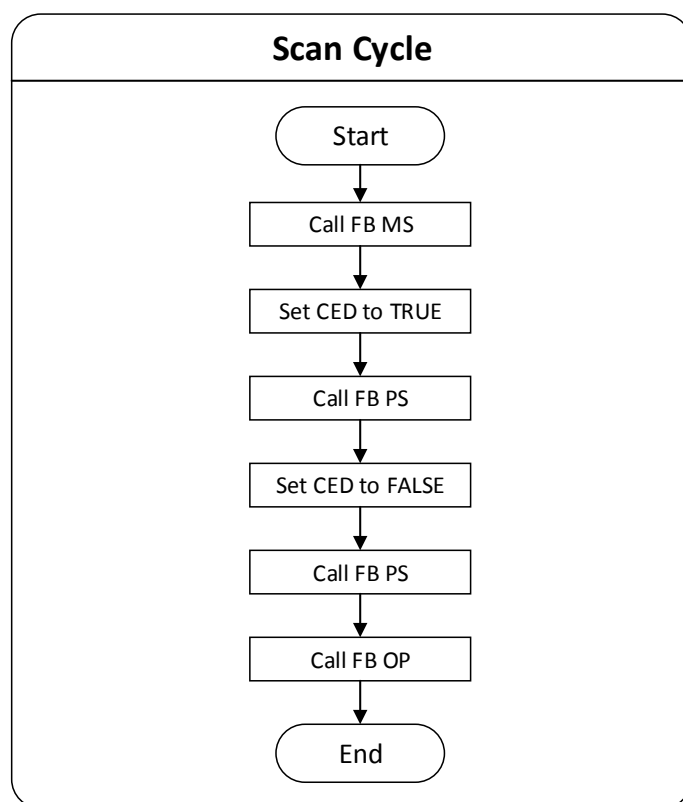 Scan Cycle
Start
Call FB MS
Set CED to TRUE
Call FB PS
Set CED to FALSE
Call FB PS
Call FB OP
End